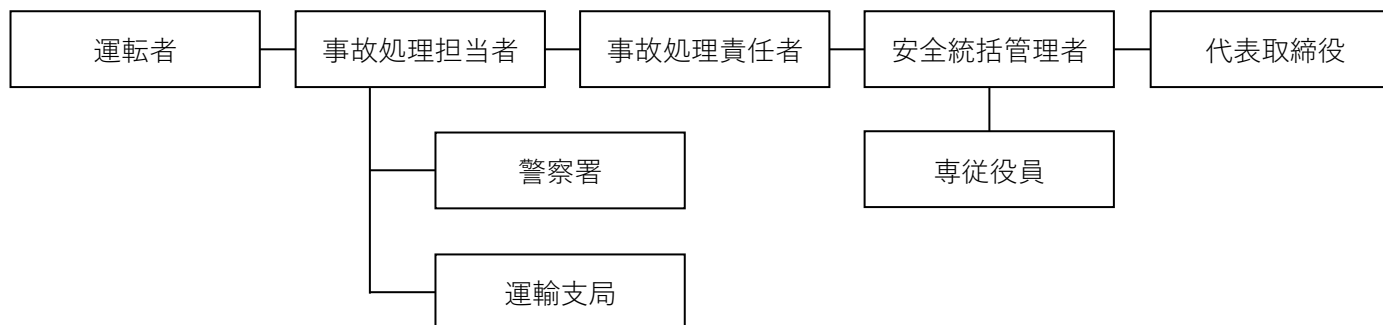 運転者
事故処理担当者
事故処理責任者
安全統括管理者
代表取締役
警察署
専従役員
運輸支局